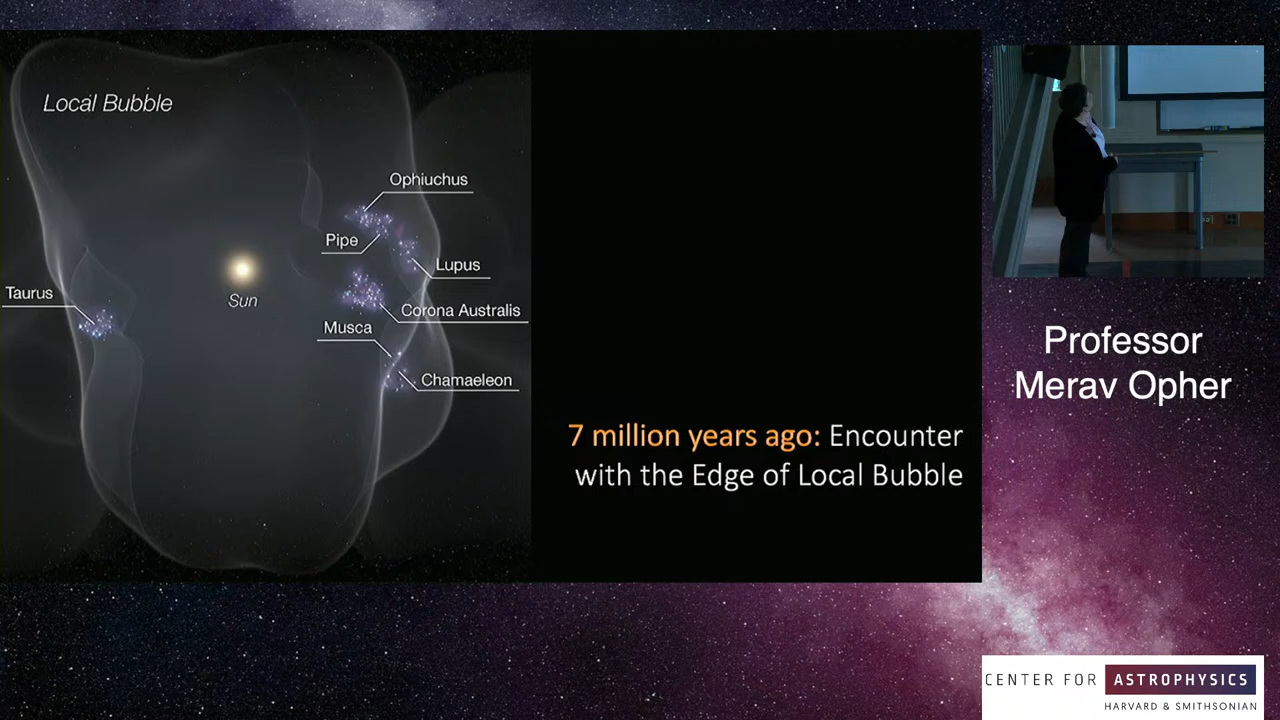 Local Bubble
Ophiuchus
Pipe
Lupus
Taurus
Sun
Corona Australis
Musca
Chamaeleon
7 million years ago: Encounter
with the Edge of Local Bubble
Professor
Merav Opher
CENTER FOR ASTROPHYSICS
HARVARD & SMITHSONIAN